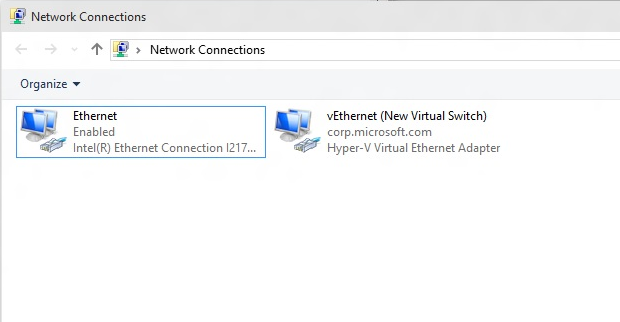 Network Connections
Network Connections
Organize
Ethernet
Enabled
Intel(R) Ethernet Connection I217...
vEthernet (New Virtual Switch)
corp.microsoft.com
Hyper-V Virtual Ethernet Adapter